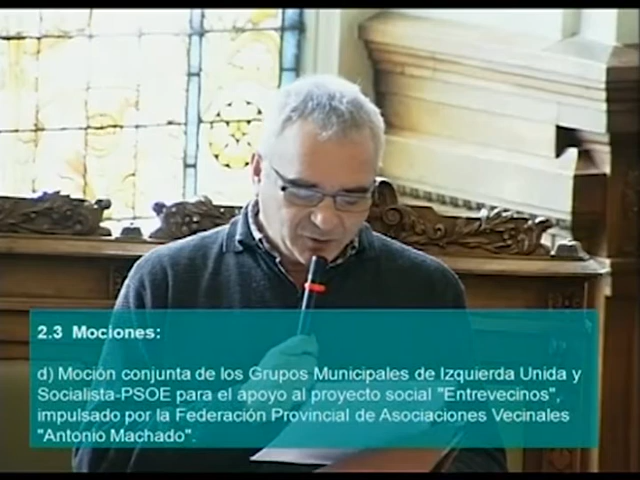 2.3 Mociones:
d) Moción conjunta de los Grupos Municipales de Izquierda Unida y
Socialista-PSOE para el apoyo al proyecto social "Entrevecinos",
impulsado por la Federación Provincial de Asociaciones Vecinales
"Antonio Machado".